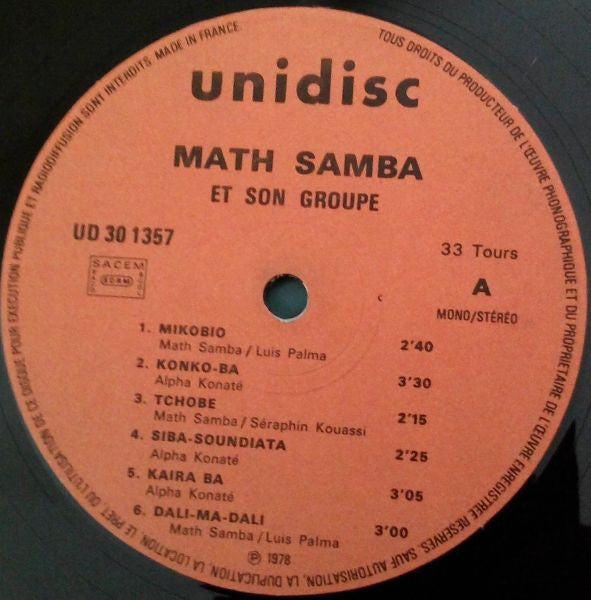 TOUS DROITS DU PRODUCTEUR DE L'ŒUVRE PHONOGRAPHIQUE ET DU PROPRIETAIRE DE L'ŒUVRE ENREGISTREE RESERVES. SAUF AUTORISATION, LA DUPLICATION, LA LOCATION, LE PRET, OU L'UTILISATION DE CE DISQUE POUR EXECUTION PUBLIQUE ET RADIODIFFUSION SONT INTERDITS. MADE IN FRANCE.
unidisc
MATH SAMBA
ET SON GROUPE
UD 30 1357
33 Tours
SACEM
A
MONO/STÉRÉO
1. MIKOBIO
Math Samba / Luis Palma 2'40
2. KONKO-BA
Alpha Konaté 3'30
3. TCHOBE
Math Samba / Séraphin Kouassi 2'15
4. SIBA-SOUNDIATA
Alpha Konaté 2'25
5. KAIRA BA
Alpha Konaté 3'05
6. DALI-MA-DALI
Math Samba / Luis Palma 3'00
℗ 1978